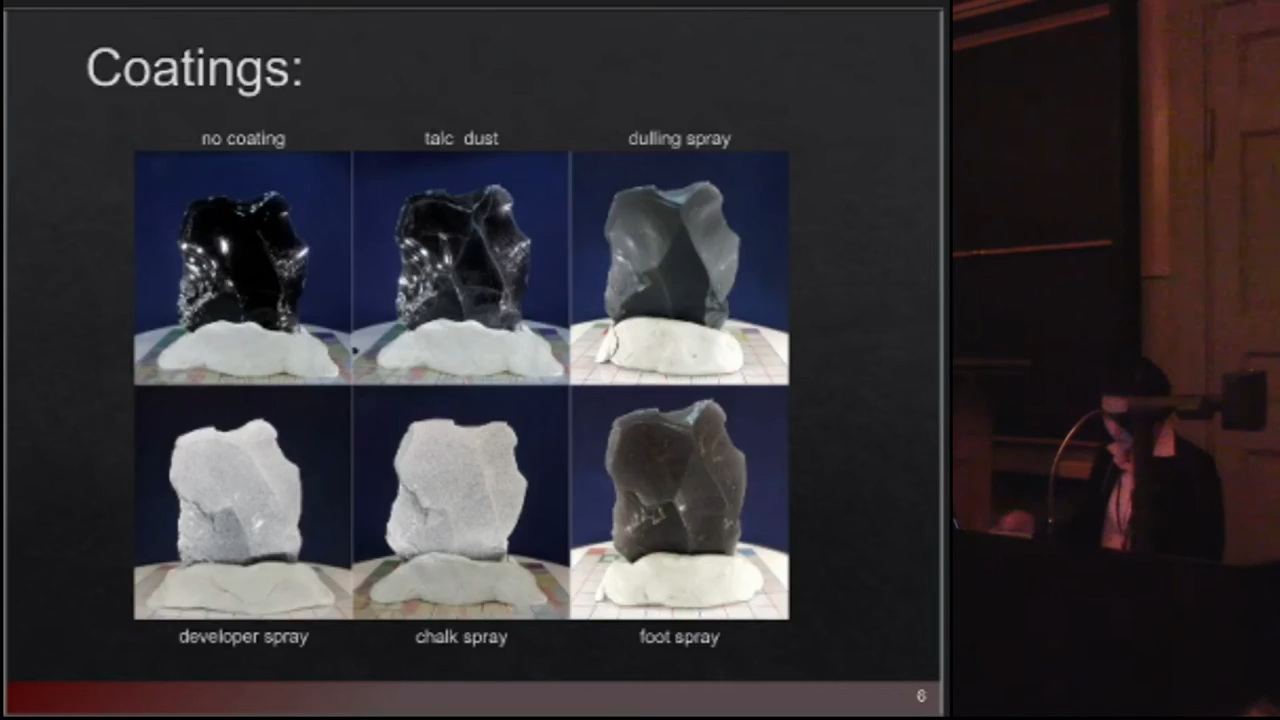 Coatings:
no coating talc dust dulling spray
developer spray chalk spray foot spray
6